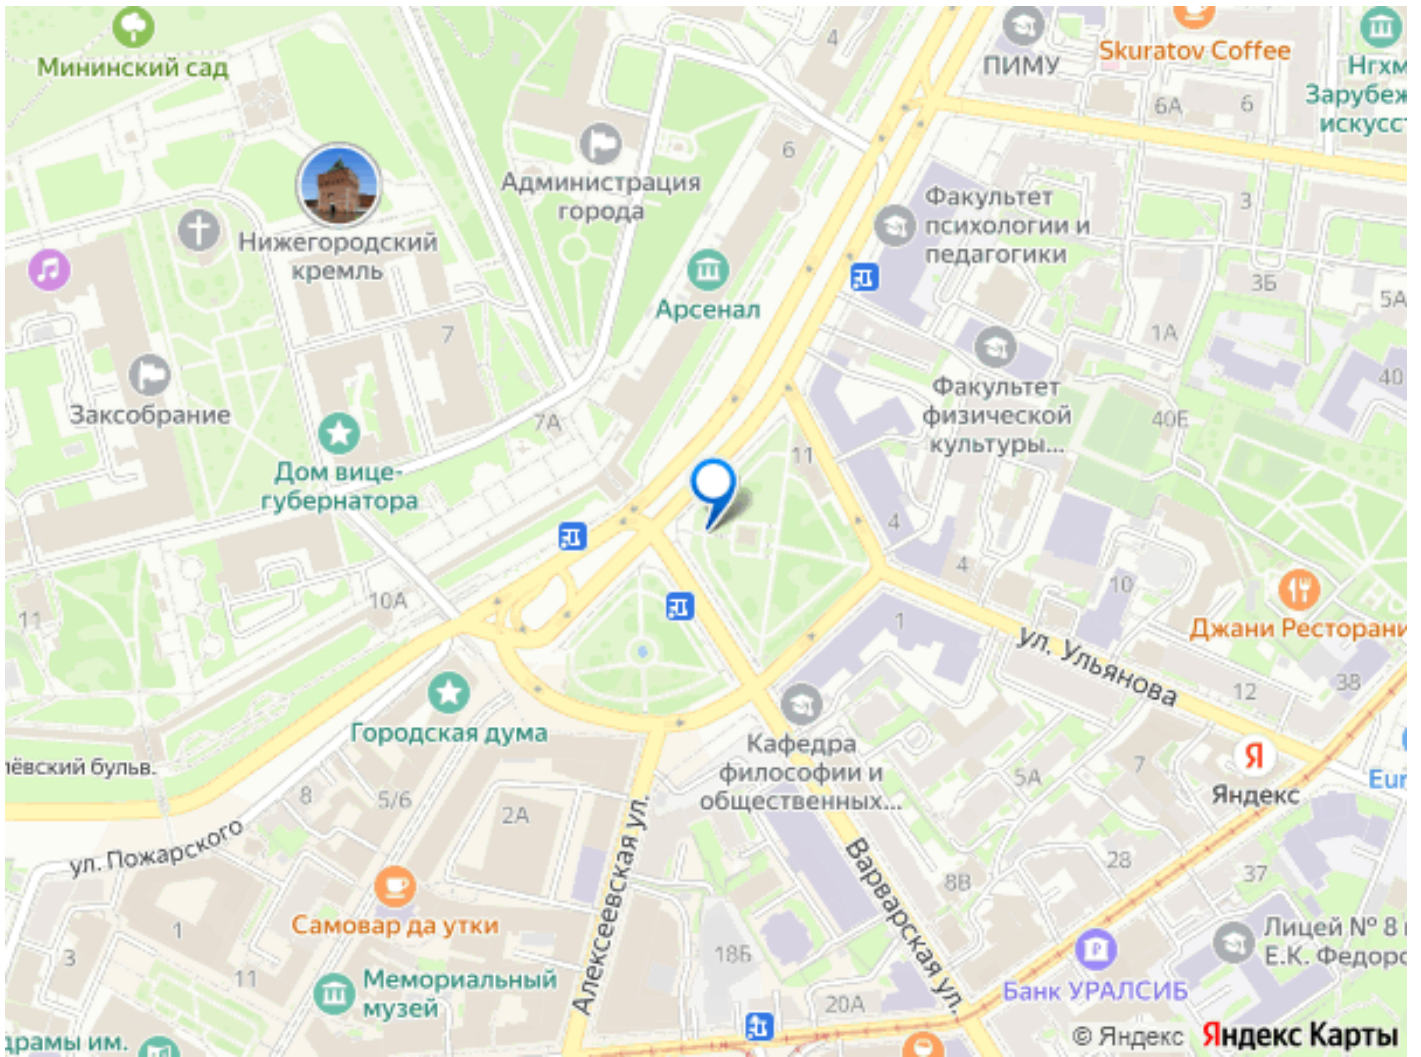 Мининский сад
4
ПИМУ
Skuratov Coffee
6А
6
Нгхм
Зарубеж
искусст
6
Администрация
города
Нижегородский
кремль
Факультет
психологии и
педагогики
3
3Б
5А
Арсенал
7
1А
Заксобрание
7А
Дом вице-
губернатора
Факультет
физической
культуры...
40
40Е
11
4
4
10
11
10А
1
Джани Ресторани
ул. Ульянова
12
38
Городская дума
Кафедра
философии и
общественных...
5А
7
Я
Яндекс
Eur
лёвский бульв.
8
5/6
2А
ул. Пожарского
Алексеевская ул.
Варварская ул.
28
8В
37
Самовар да утки
1
3
11
18Б
Лицей № 8
Е.К. Федоро
Мемориальный
музей
Банк УРАЛСИБ
20А
драмы им.
© Яндекс Яндекс Карты